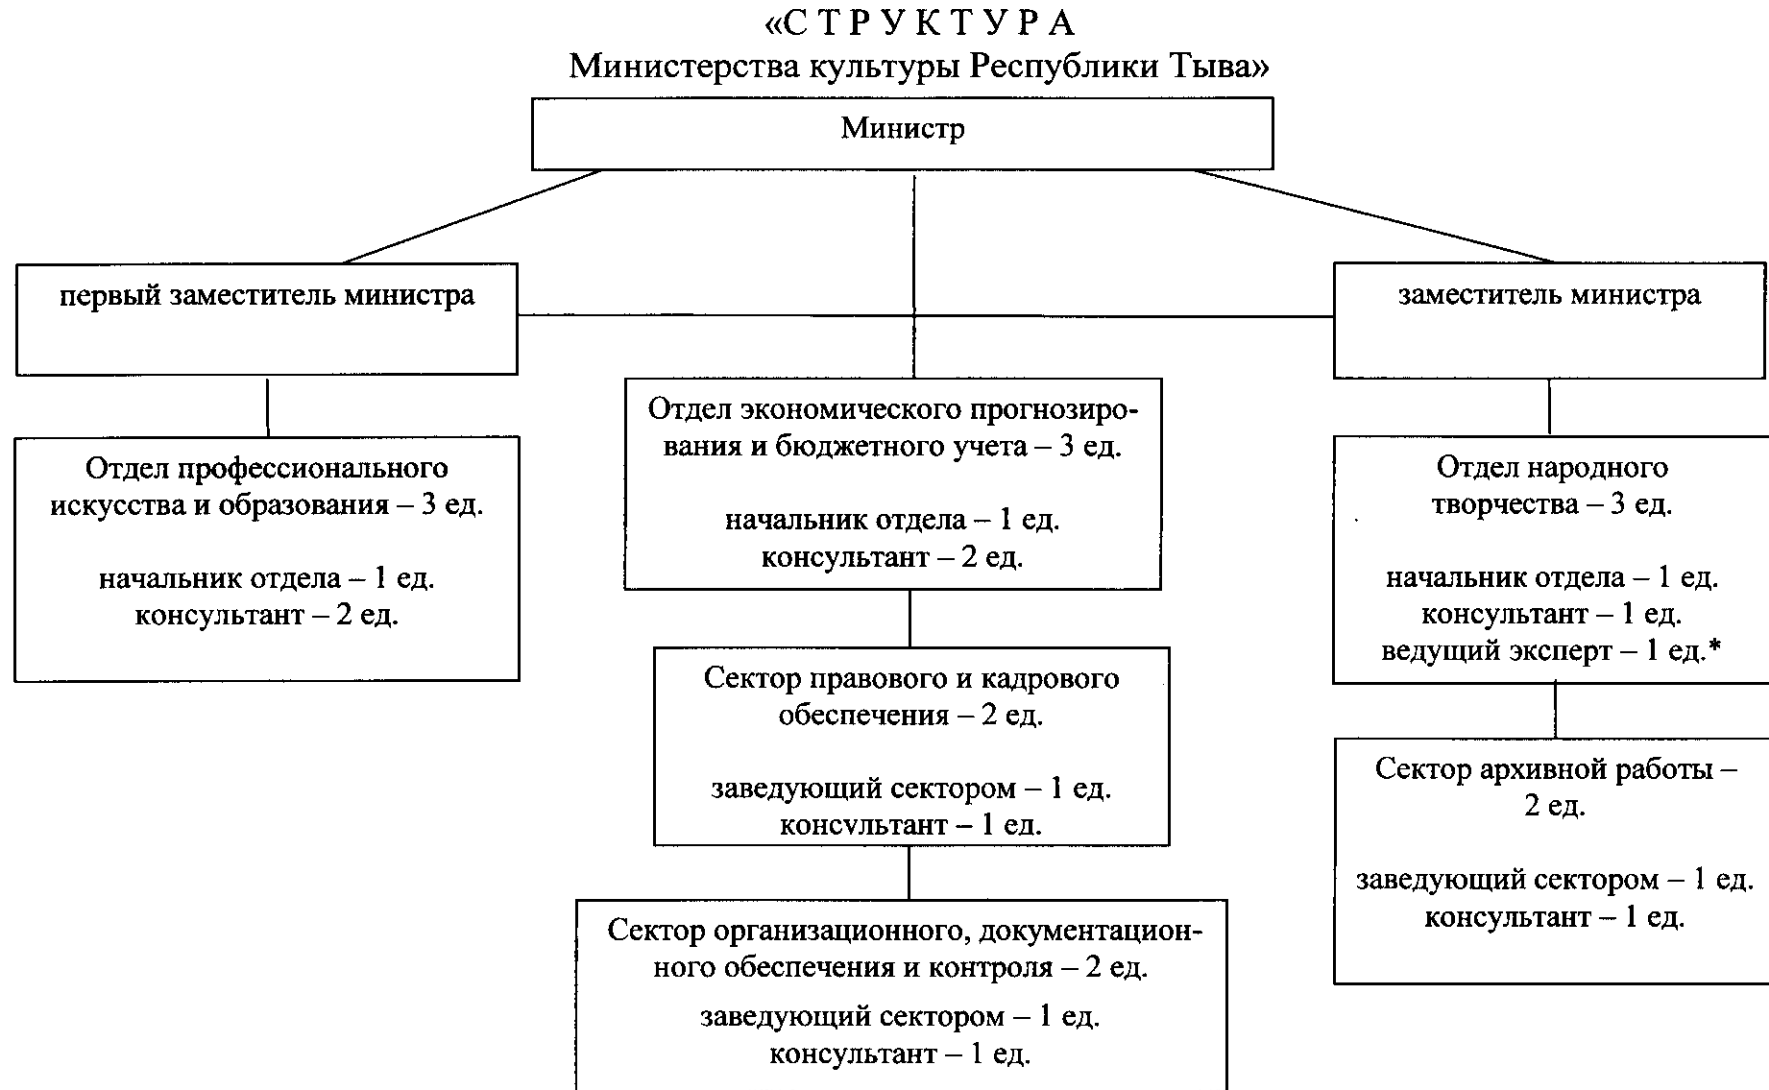 «С Т Р У К Т У Р А
Министерства культуры Республики Тыва»
Министр
первый заместитель министра
заместитель министра
Отдел профессионального
искусства и образования – 3 ед.
начальник отдела – 1 ед.
консультант – 2 ед.
Отдел экономического прогнозиро-
вания и бюджетного учета – 3 ед.
начальник отдела – 1 ед.
консультант – 2 ед.
Сектор правового и кадрового
обеспечения – 2 ед.
заведующий сектором – 1 ед.
консультант – 1 ед.
Сектор организационного, документацион-
ного обеспечения и контроля – 2 ед.
заведующий сектором – 1 ед.
консультант – 1 ед.
Отдел народного
творчества – 3 ед.
начальник отдела – 1 ед.
консультант – 1 ед.
ведущий эксперт – 1 ед.*
Сектор архивной работы –
2 ед.
заведующий сектором – 1 ед.
консультант – 1 ед.